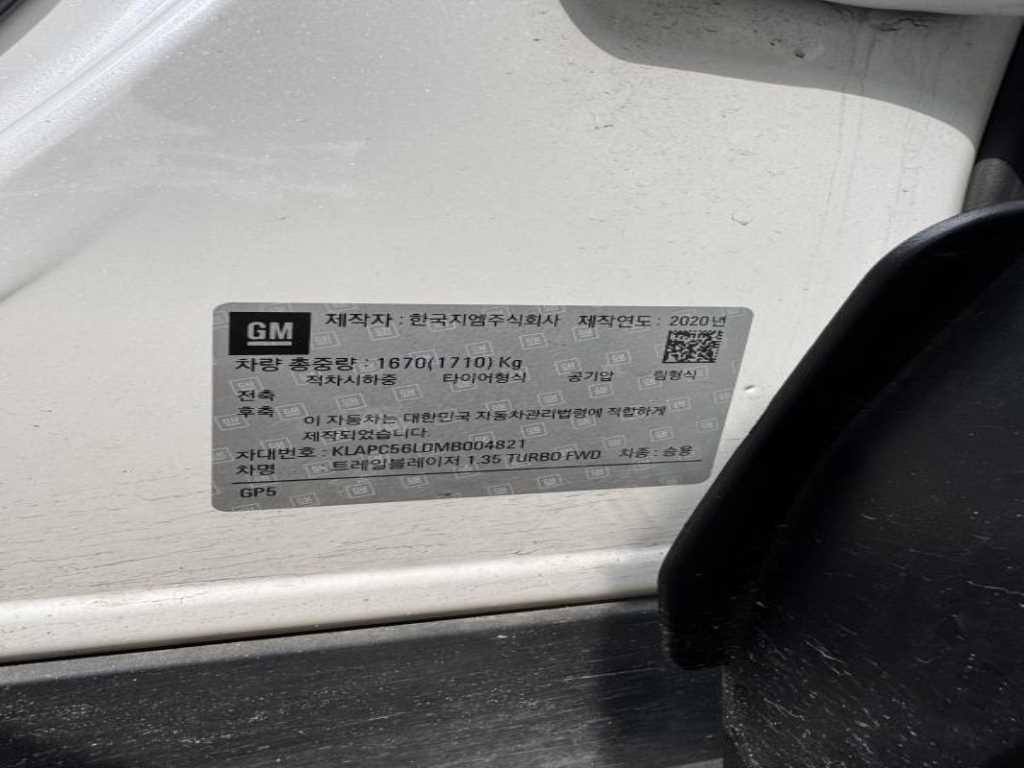 GM 제작자 : 한국지엠주식회사 제작연도 : 2020년
차량 총중량 : 1670(1710) Kg
적차시하중 타이어형식 공기압 림형식
전축
후축
이 자동차는 대한민국 자동차관리법령에 적합하게
제작되었습니다.
차대번호 : KLAPC56LDMB004821
차명 : 트레일블레이저 1.35 TURBO FWD 차종 : 승용
GP5